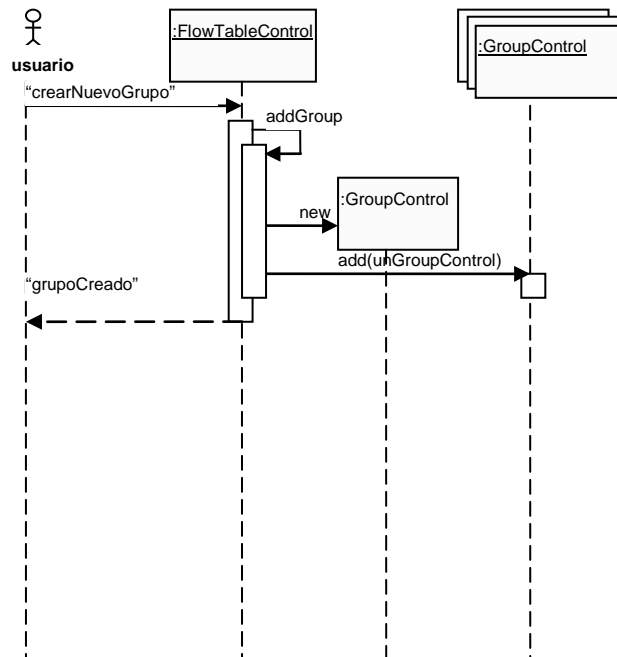 :FlowTableControl
:GroupControl
usuario
“crearNuevoGrupo”
addGroup
:GroupControl
new
add(unGroupControl)
“grupoCreado”